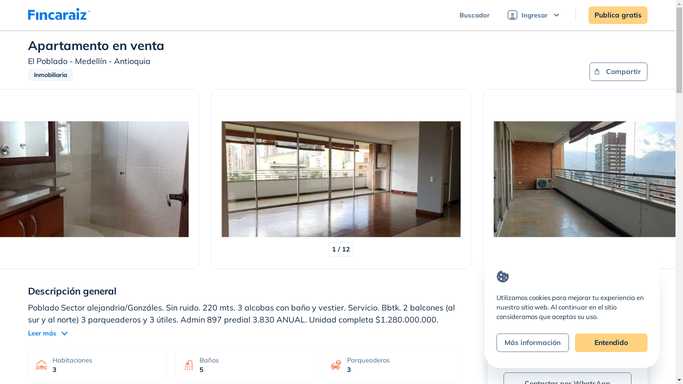 Fincaraiz
Buscador
Ingresar
Publica gratis
Apartamento en venta
El Poblado - Medellín - Antioquia
Inmobiliaria
Compartir
1 / 12
Descripción general
Poblado Sector alejandria/Gonzáles. Sin ruido. 220 mts. 3 alcobas con baño y vestier. Servicio. Bbtk. 2 balcones (al
sur y al norte) 3 parqueaderos y 3 útiles. Admin 897 predial 3.830 ANUAL. Unidad completa $1.280.000.000.
Leer más
Habitaciones
3
Baños
5
Parqueaderos
3
Utilizamos cookies para mejorar tu experiencia en
nuestro sitio web. Al continuar en el sitio
consideramos que aceptas su uso.
Más información
Entendido
Contactar por WhatsApp